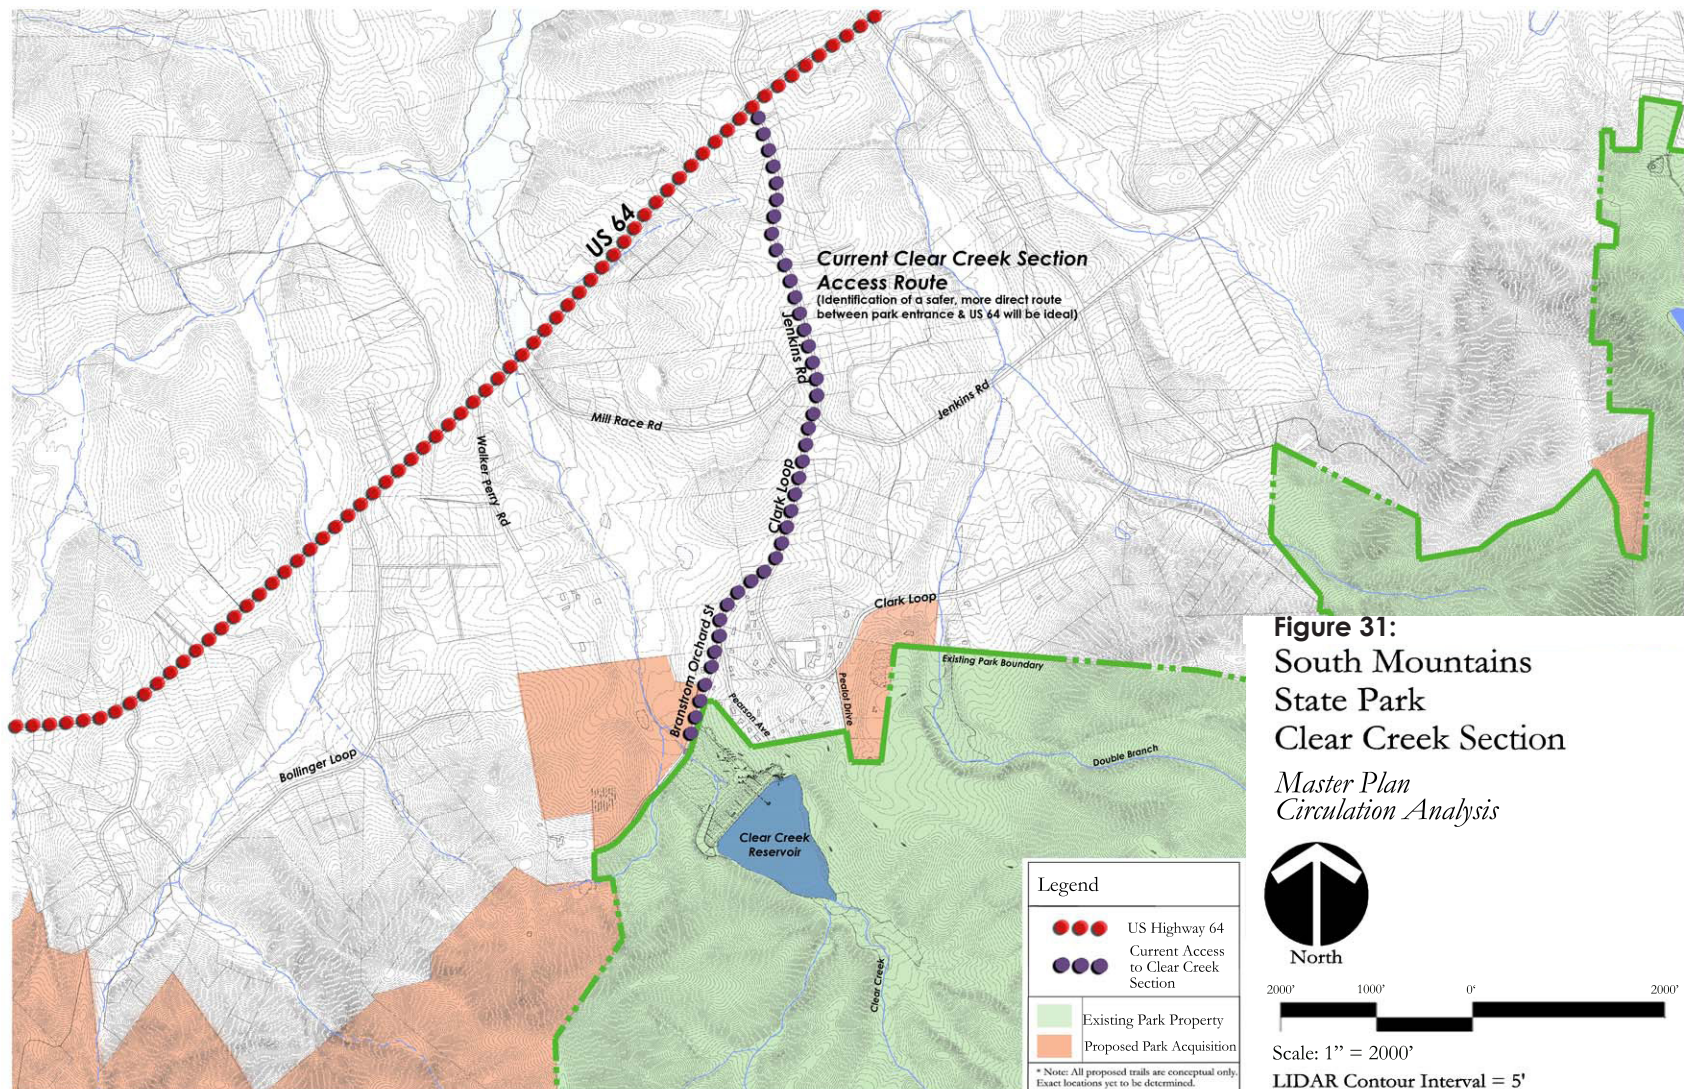 US 64
Current Clear Creek Section
Access Route
(Identification of a safer, more direct route
between park entrance & US 64 will be ideal)
Jenkins Rd
Mill Race Rd
Jenkins Rd
Walker Perry Rd
Clark Loop
Clark Loop
Branstrom Orchard St
Pearson Ave
Pealot Drive
Existing Park Boundary
Double Branch
Bollinger Loop
Clear Creek
Reservoir
Clear Creek
Figure 31:
South Mountains
State Park
Clear Creek Section
Master Plan
Circulation Analysis
North
2000' 1000' 0' 2000'
Scale: 1” = 2000’
LIDAR Contour Interval = 5'
Legend
US Highway 64
Current Access
to Clear Creek
Section
Existing Park Property
Proposed Park Acquisition
* Note: All proposed trails are conceptual only.
Exact locations yet to be determined.